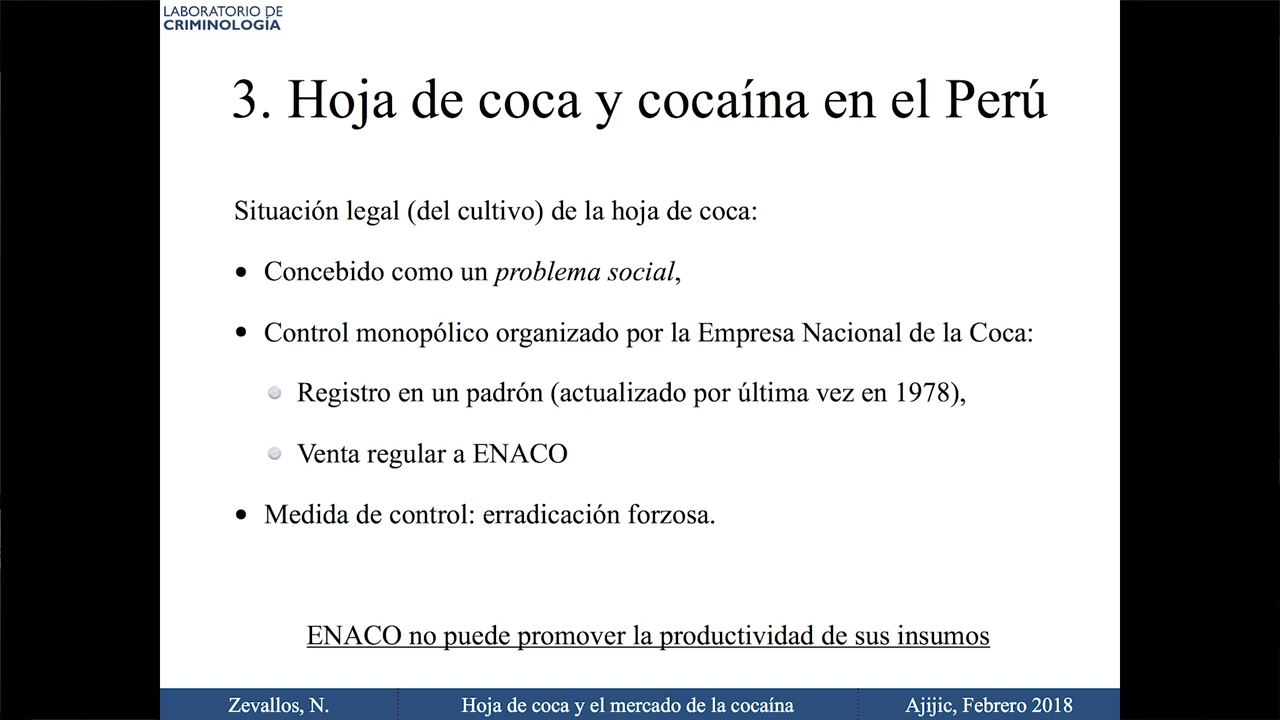 LABORATORIO DE
CRIMINOLOGÍA
3. Hoja de coca y cocaína en el Perú
Situación legal (del cultivo) de la hoja de coca:
• Concebido como un problema social,
• Control monopólico organizado por la Empresa Nacional de la Coca:
Registro en un padrón (actualizado por última vez en 1978),
Venta regular a ENACO
• Medida de control: erradicación forzosa.
ENACO no puede promover la productividad de sus insumos
Zevallos, N. Hoja de coca y el mercado de la cocaína Ajijic, Febrero 2018